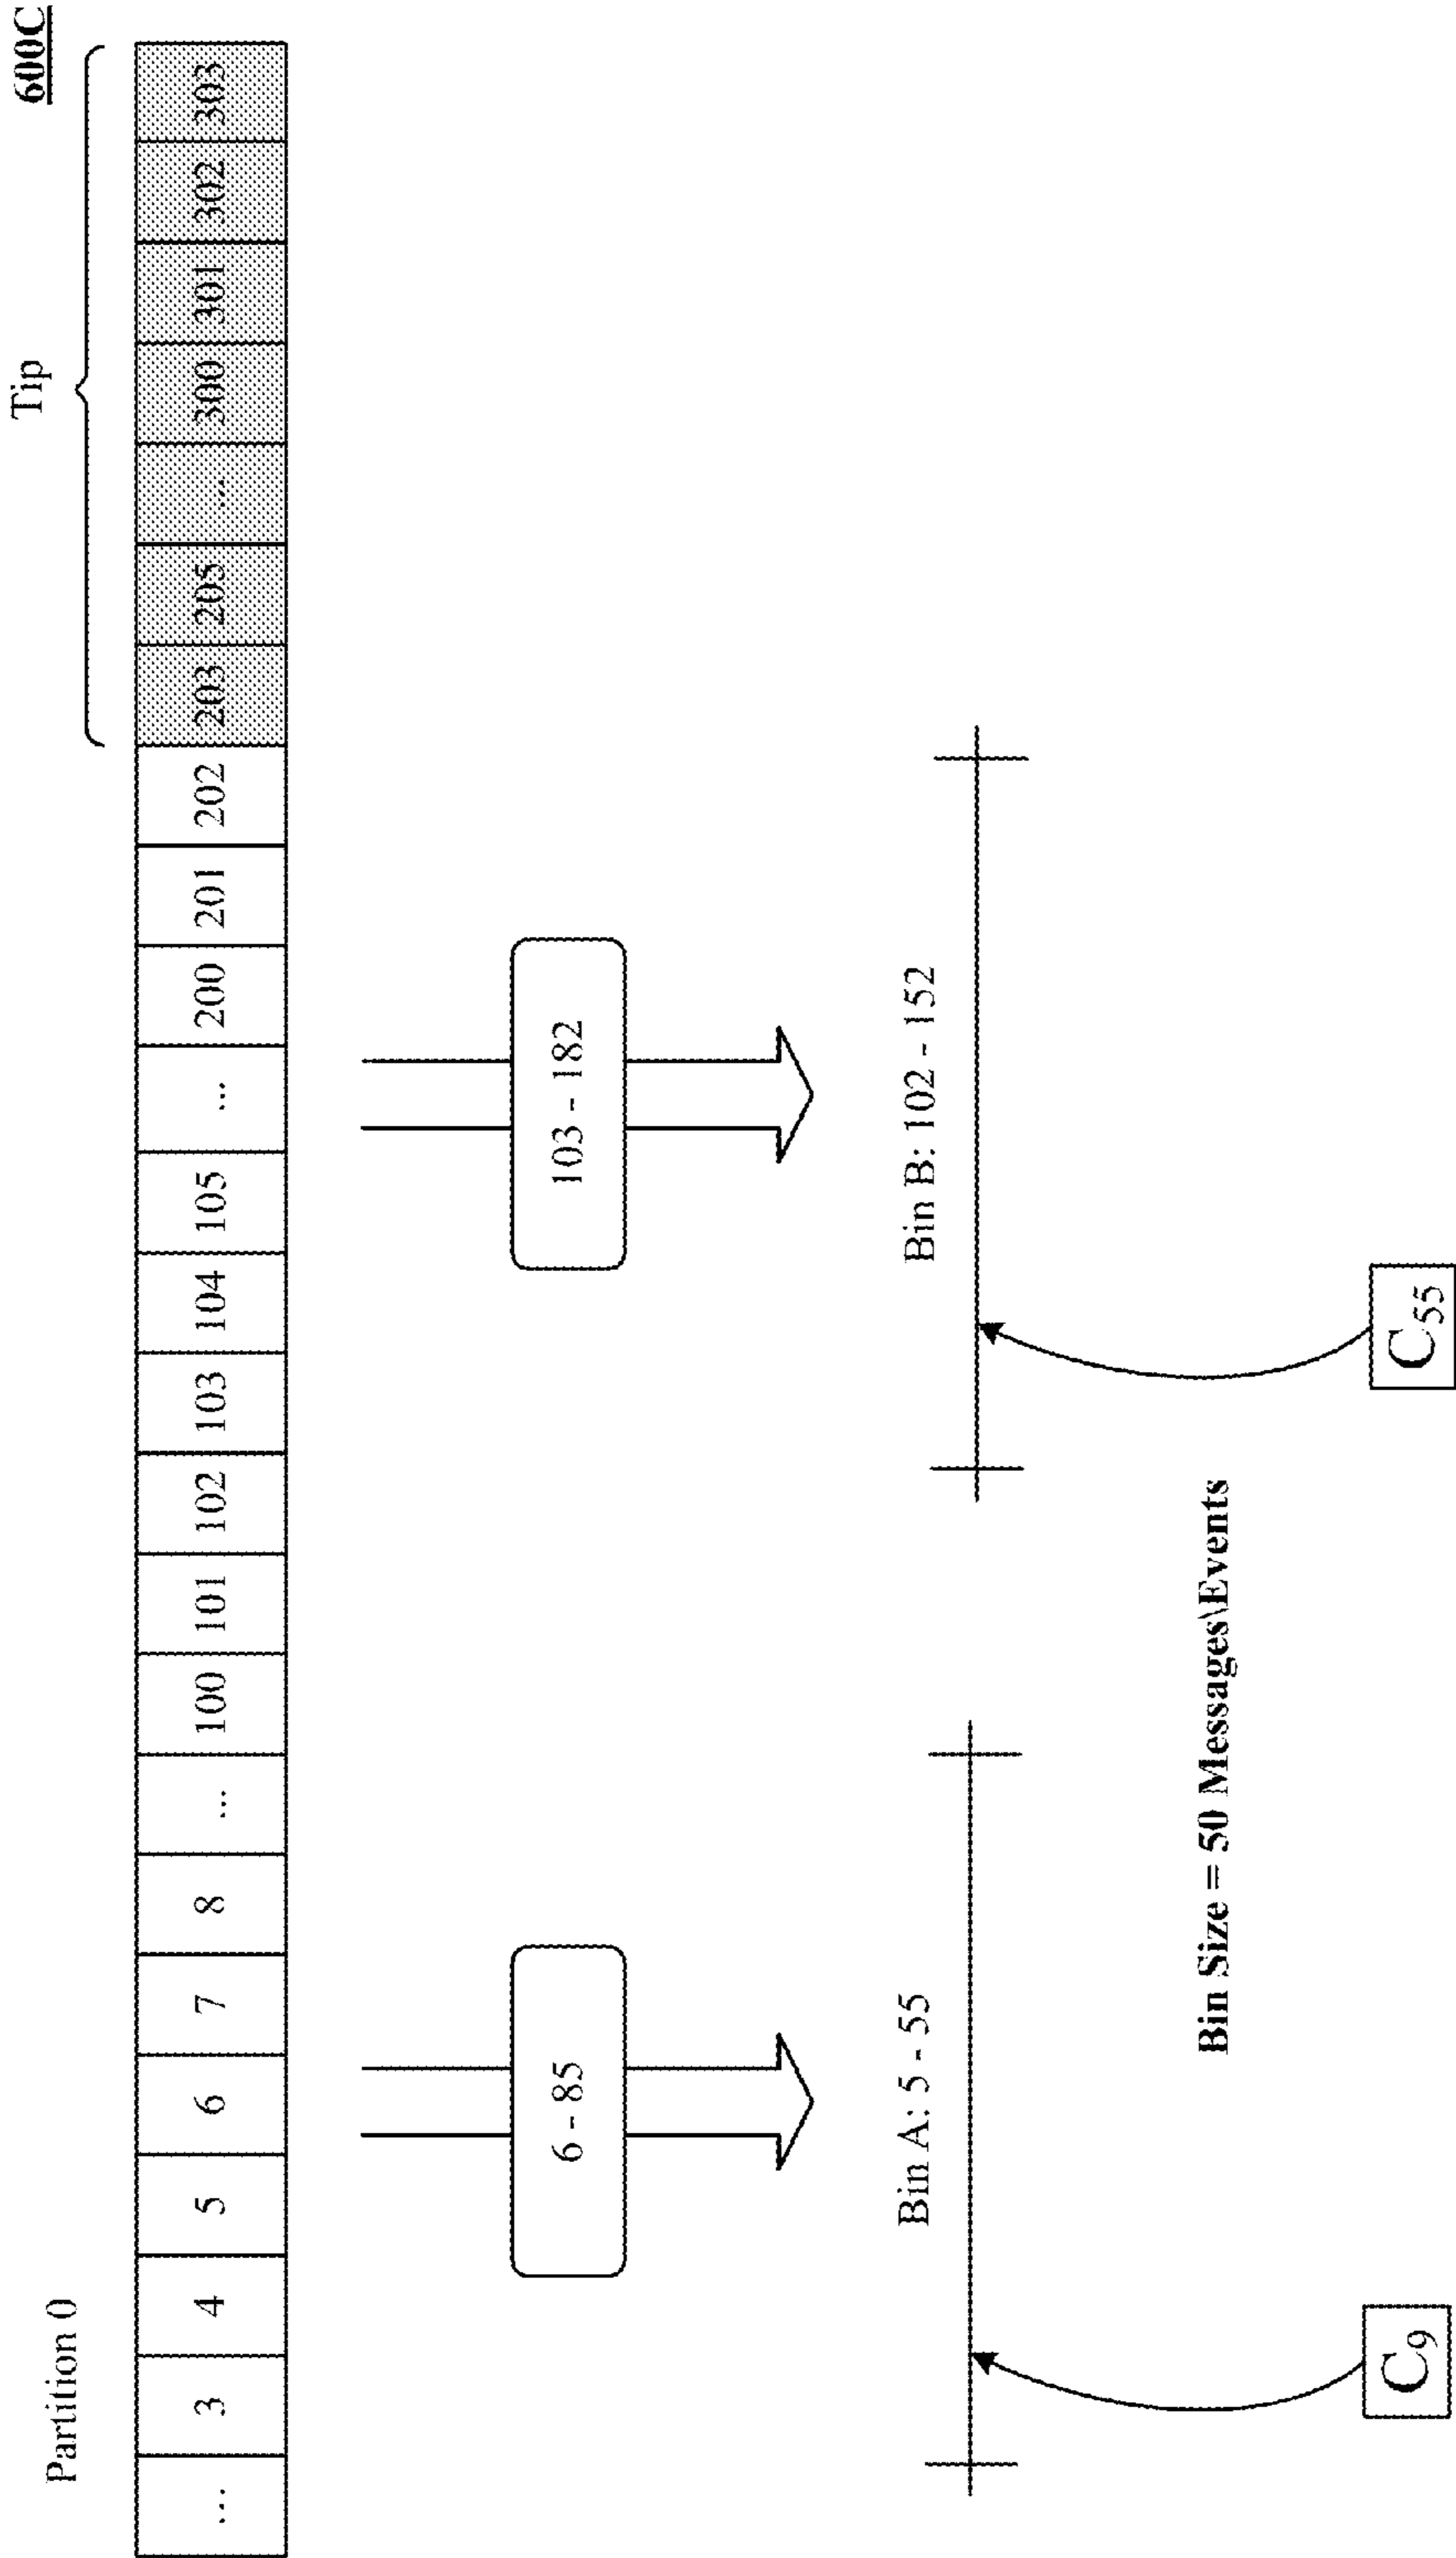 600C
Partition 0
Tip
... 3 4 5 6 7 8 ... 100 101 102 103 104 105 ... 200 201 202 203 205 ... 300 301 302 303
6 - 85
103 - 182
Bin A: 5 - 55
Bin B: 102 - 152
Bin Size = 50 Messages\Events
C₉
C₅₅